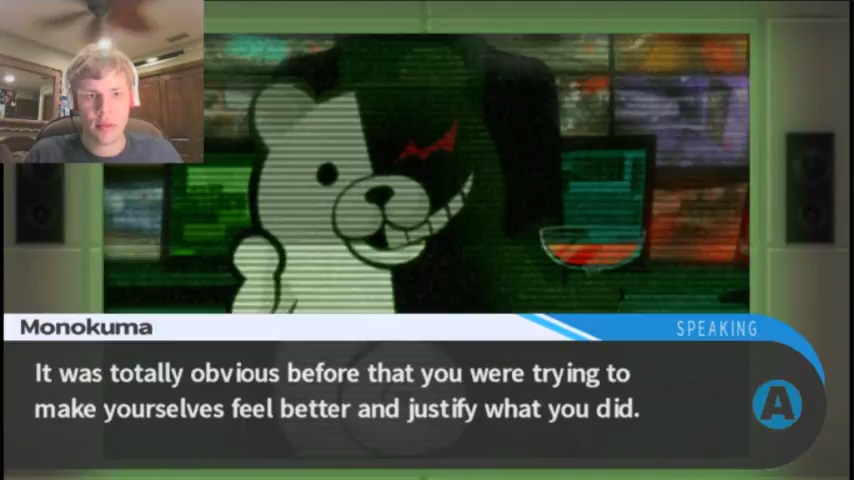 Monokuma
SPEAKING
It was totally obvious before that you were trying to
make yourselves feel better and justify what you did.
A